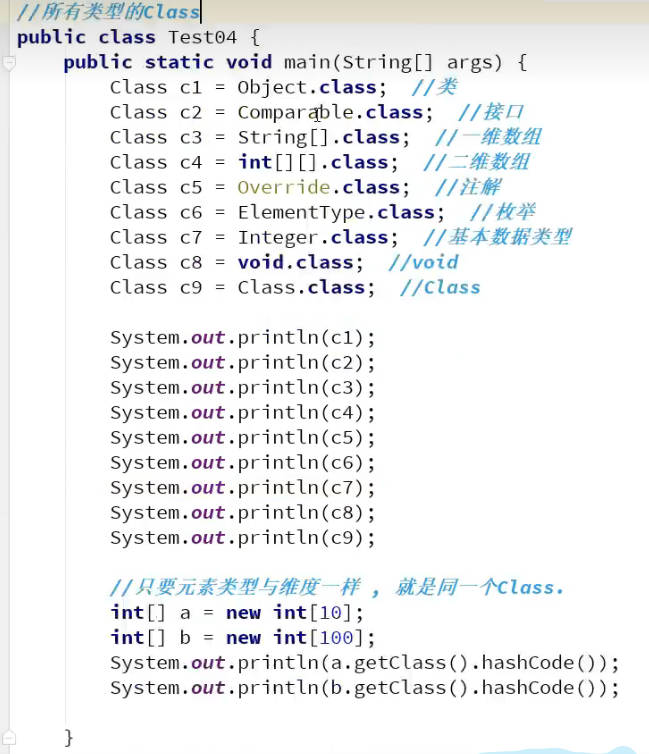 //所有类型的Class
public class Test04 {
public static void main(String[] args) {
Class c1 = Object.class; //类
Class c2 = Comparable.class; //接口
Class c3 = String[].class; //一维数组
Class c4 = int[][].class; //二维数组
Class c5 = Override.class; //注解
Class c6 = ElementType.class; //枚举
Class c7 = Integer.class; //基本数据类型
Class c8 = void.class; //void
Class c9 = Class.class; //Class
System.out.println(c1);
System.out.println(c2);
System.out.println(c3);
System.out.println(c4);
System.out.println(c5);
System.out.println(c6);
System.out.println(c7);
System.out.println(c8);
System.out.println(c9);
//只要元素类型与维度一样 , 就是同一个Class.
int[] a = new int[10];
int[] b = new int[100];
System.out.println(a.getClass().hashCode());
System.out.println(b.getClass().hashCode());
}